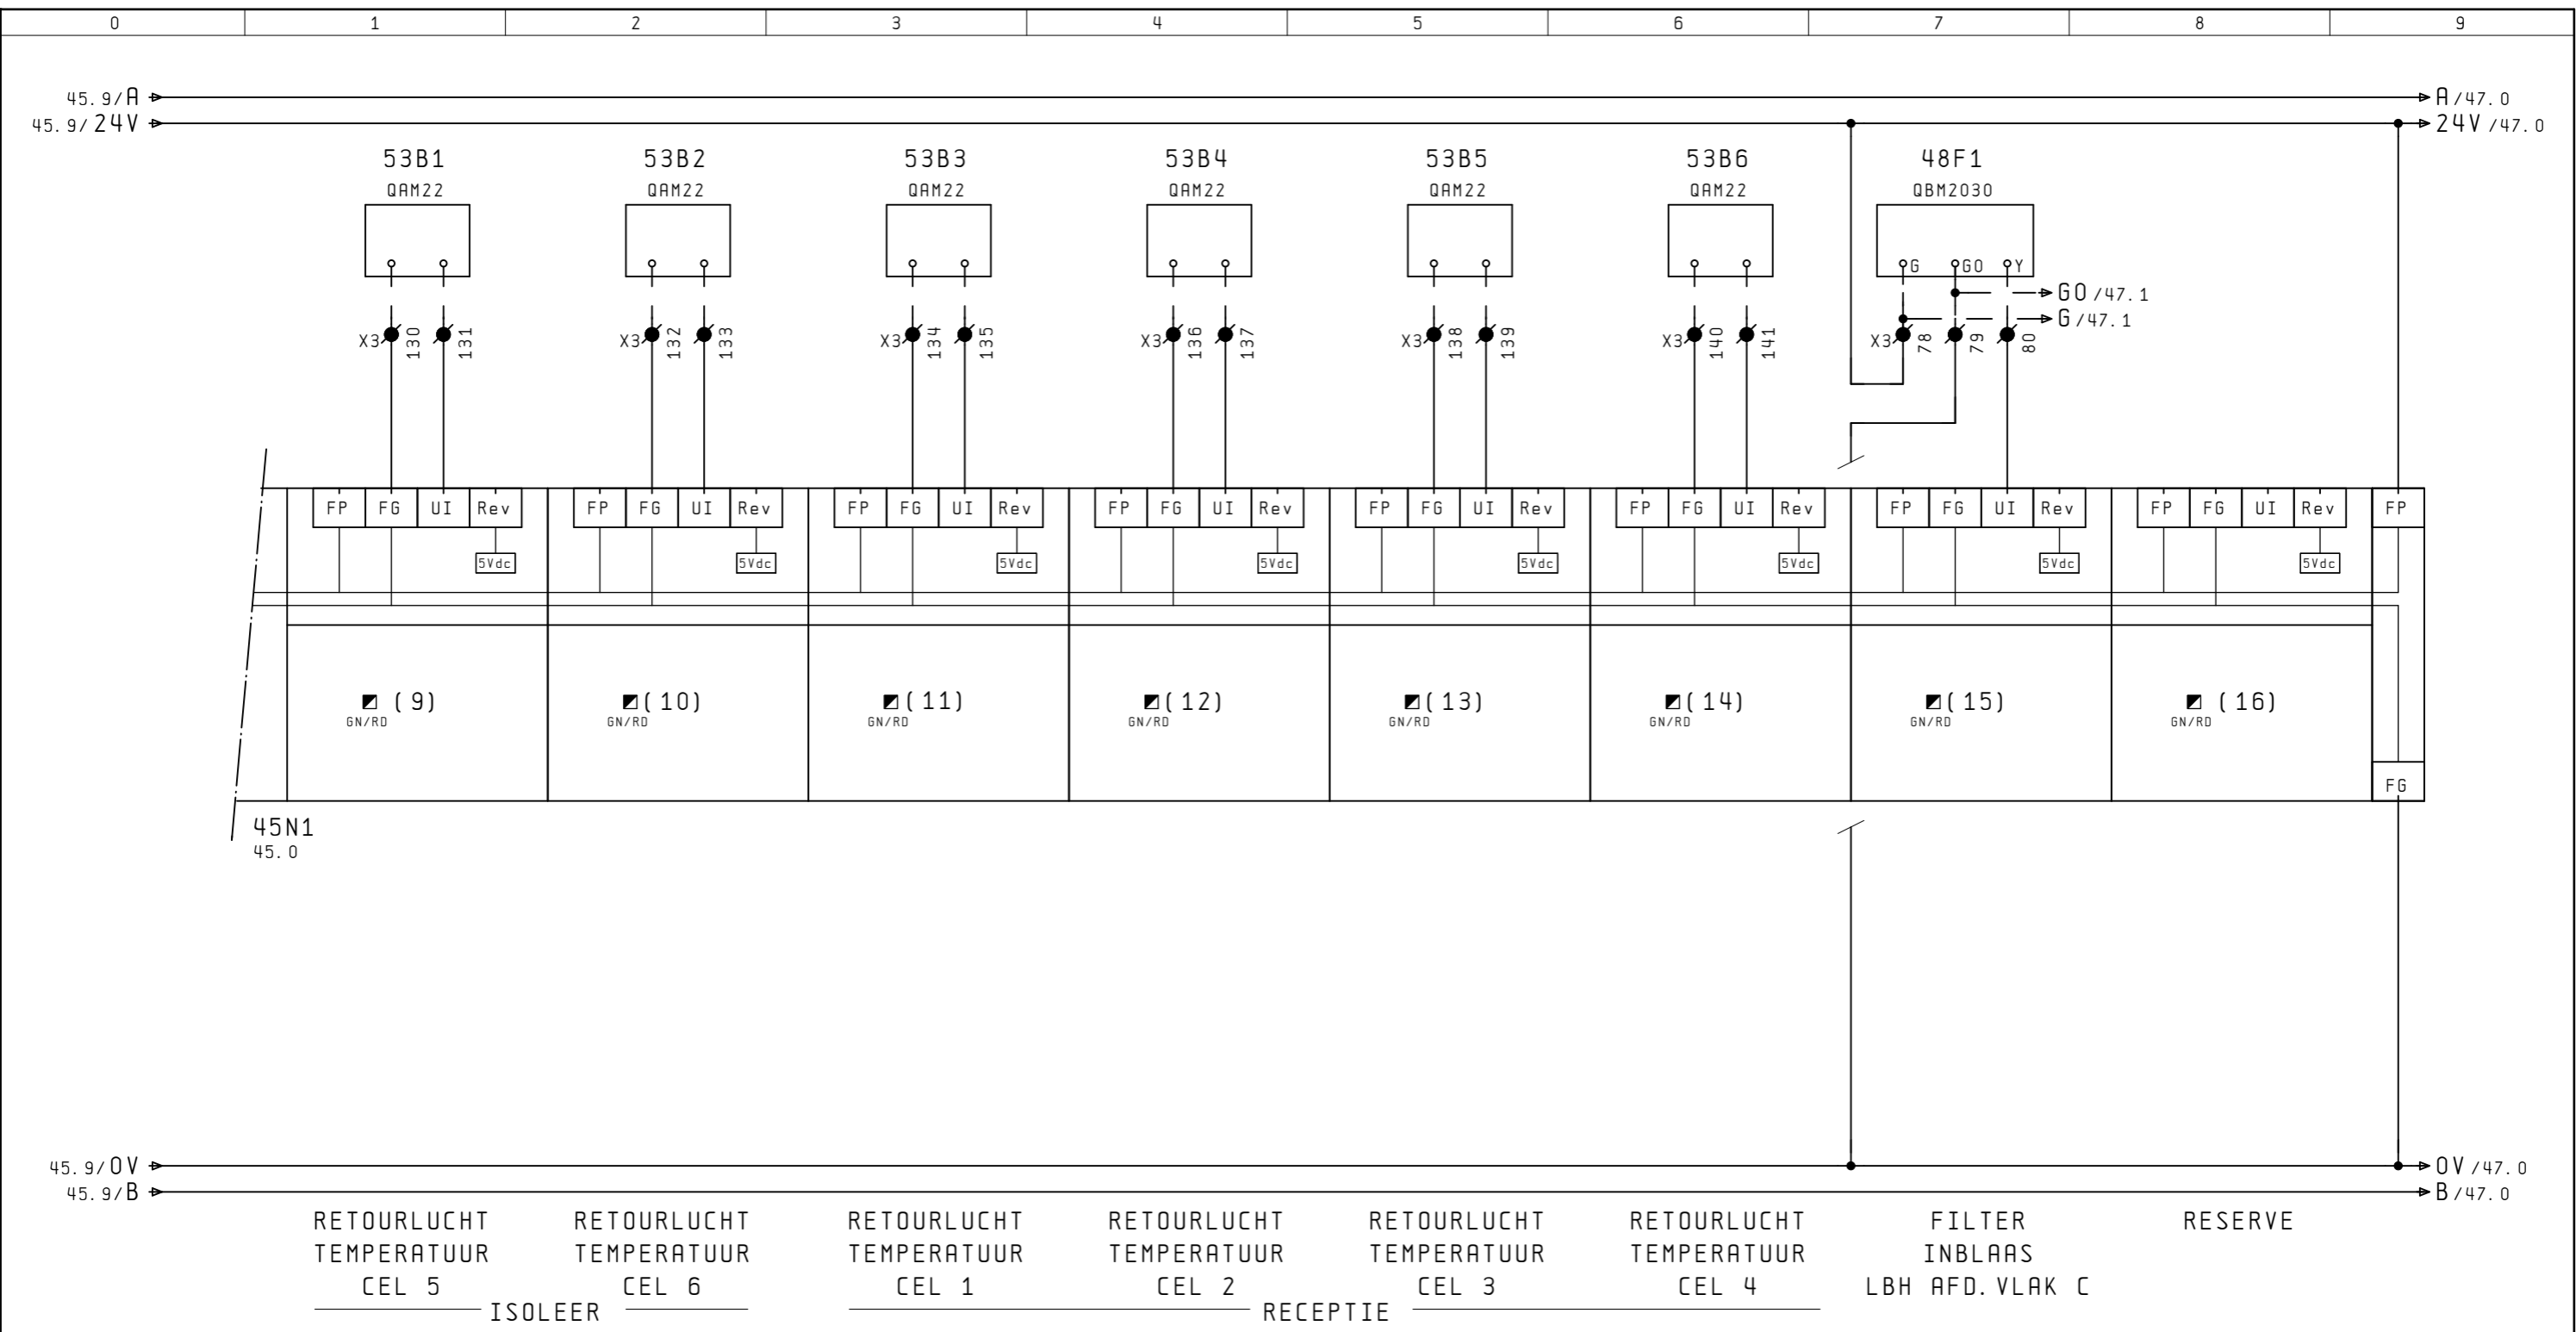 0 1 2 3 4 5 6 7 8 9
45.9/A A/47.0
45.9/24V 24V/47.0
53B1 53B2 53B3 53B4 53B5 53B6 48F1
QAM22 QAM22 QAM22 QAM22 QAM22 QAM22 QBM2030
G GO Y
GO/47.1
G/47.1
X3 130 131 X3 132 133 X3 134 135 X3 136 137 X3 138 139 X3 140 141 X3 78 79 80
FP FG UI Rev FP FG UI Rev FP FG UI Rev FP FG UI Rev FP FG UI Rev FP FG UI Rev FP FG UI Rev FP FG UI Rev FP
5Vdc 5Vdc 5Vdc 5Vdc 5Vdc 5Vdc 5Vdc 5Vdc
(9) (10) (11) (12) (13) (14) (15) (16)
GN/RD GN/RD GN/RD GN/RD GN/RD GN/RD GN/RD GN/RD
FG
45N1
45.0
45.9/0V 0V/47.0
45.9/B B/47.0
RETOURLUCHT RETOURLUCHT RETOURLUCHT RETOURLUCHT RETOURLUCHT RETOURLUCHT FILTER RESERVE
TEMPERATUUR TEMPERATUUR TEMPERATUUR TEMPERATUUR TEMPERATUUR TEMPERATUUR INBLAAS
CEL 5 CEL 6 CEL 1 CEL 2 CEL 3 CEL 4 LBH AFD.VLAK C
ISOLEER RECEPTIE